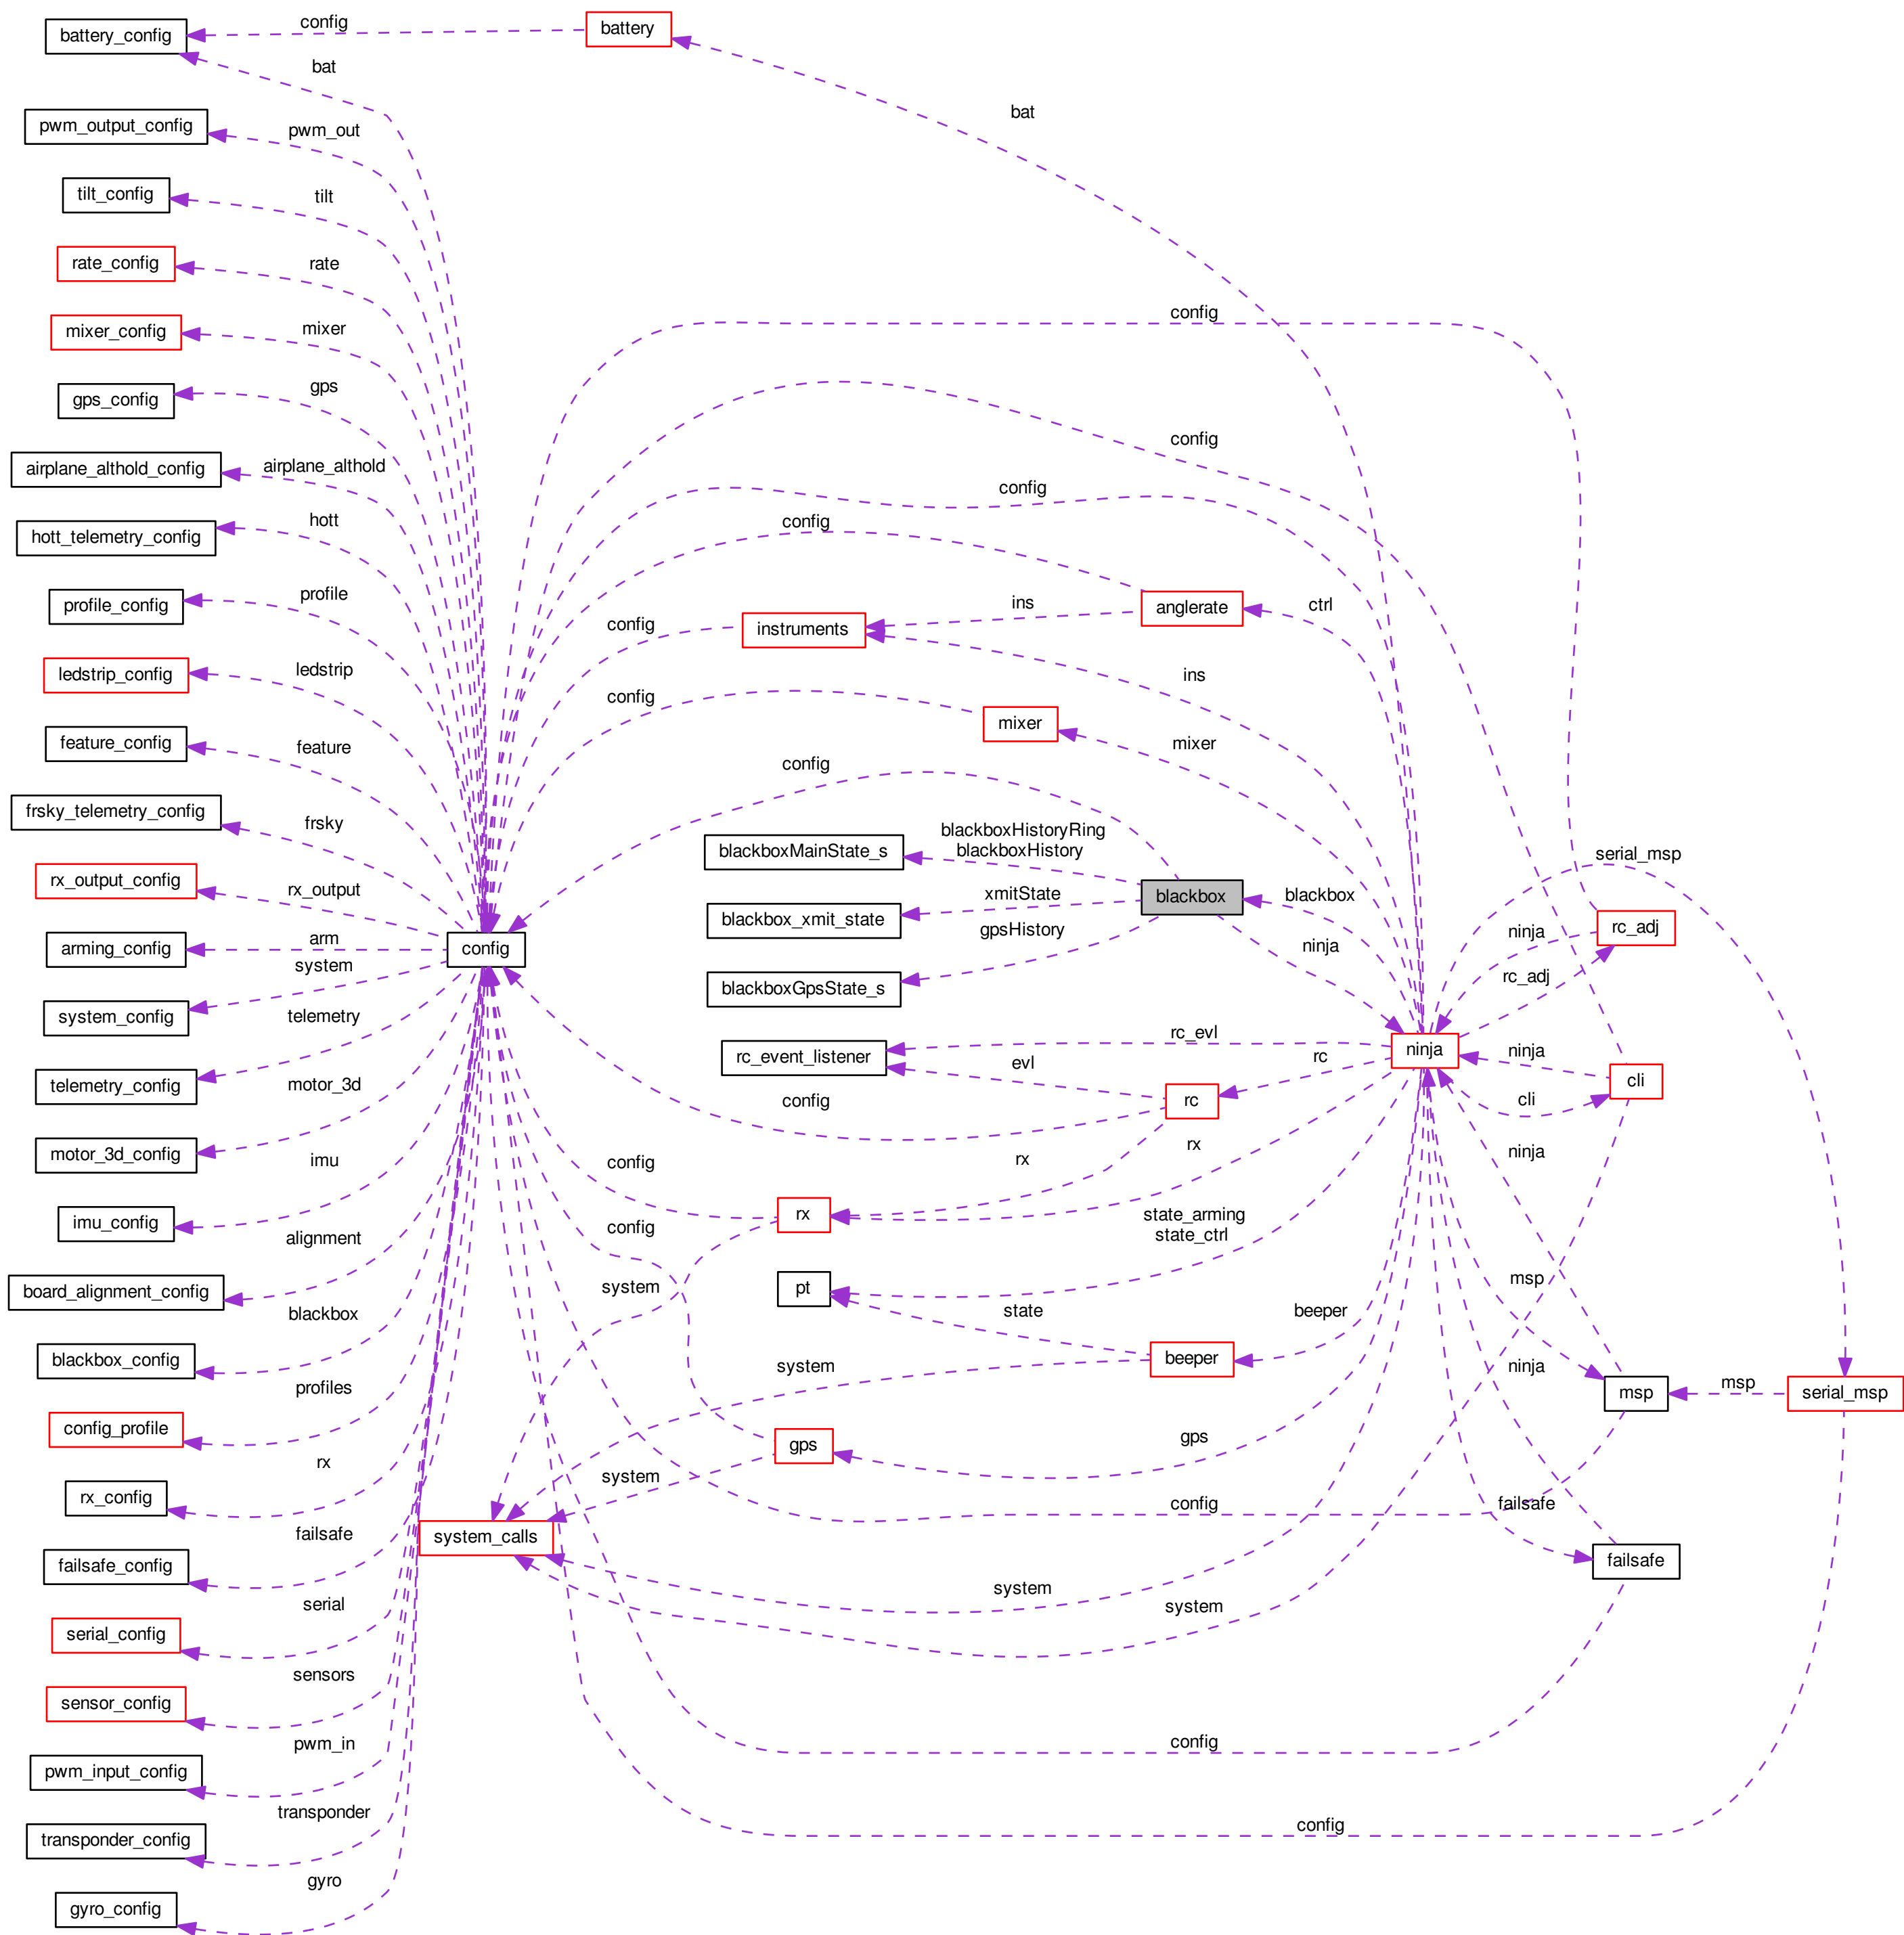 battery_config
config
battery
bat
bat
pwm_output_config
pwm_out
tilt_config
tilt
rate_config
rate
mixer_config
mixer
config
gps_config
gps
config
airplane_althold_config
airplane_althold
config
hott_telemetry_config
hott
config
profile_config
profile
instruments
config
ins
anglerate
ctrl
ledstrip_config
ledstrip
config
mixer
ins
feature_config
feature
config
mixer
frsky_telemetry_config
frsky
blackboxMainState_s
blackboxHistoryRing
blackboxHistory
serial_msp
rx_output_config
rx_output
blackbox_xmit_state
xmitState
blackbox
blackbox
arming_config
arm
config
blackboxGpsState_s
gpsHistory
ninja
ninja
rc_adj
system_config
system
rc_event_listener
rc_evl
rc_adj
telemetry_config
telemetry
evl
rc
rc
ninja
ninja
cli
cli
motor_3d_config
motor_3d
config
config
rx
rx
ninja
imu_config
imu
rx
config
state_arming
state_ctrl
board_alignment_config
alignment
system
pt
state
beeper
msp
blackbox_config
blackbox
system
beeper
ninja
msp
msp
serial_msp
config_profile
profiles
system
gps
gps
rx_config
rx
system_calls
config
failsafe
failsafe_config
failsafe
failsafe
serial_config
serial
system
system
sensor_config
sensors
pwm_input_config
pwm_in
config
transponder_config
transponder
config
gyro_config
gyro